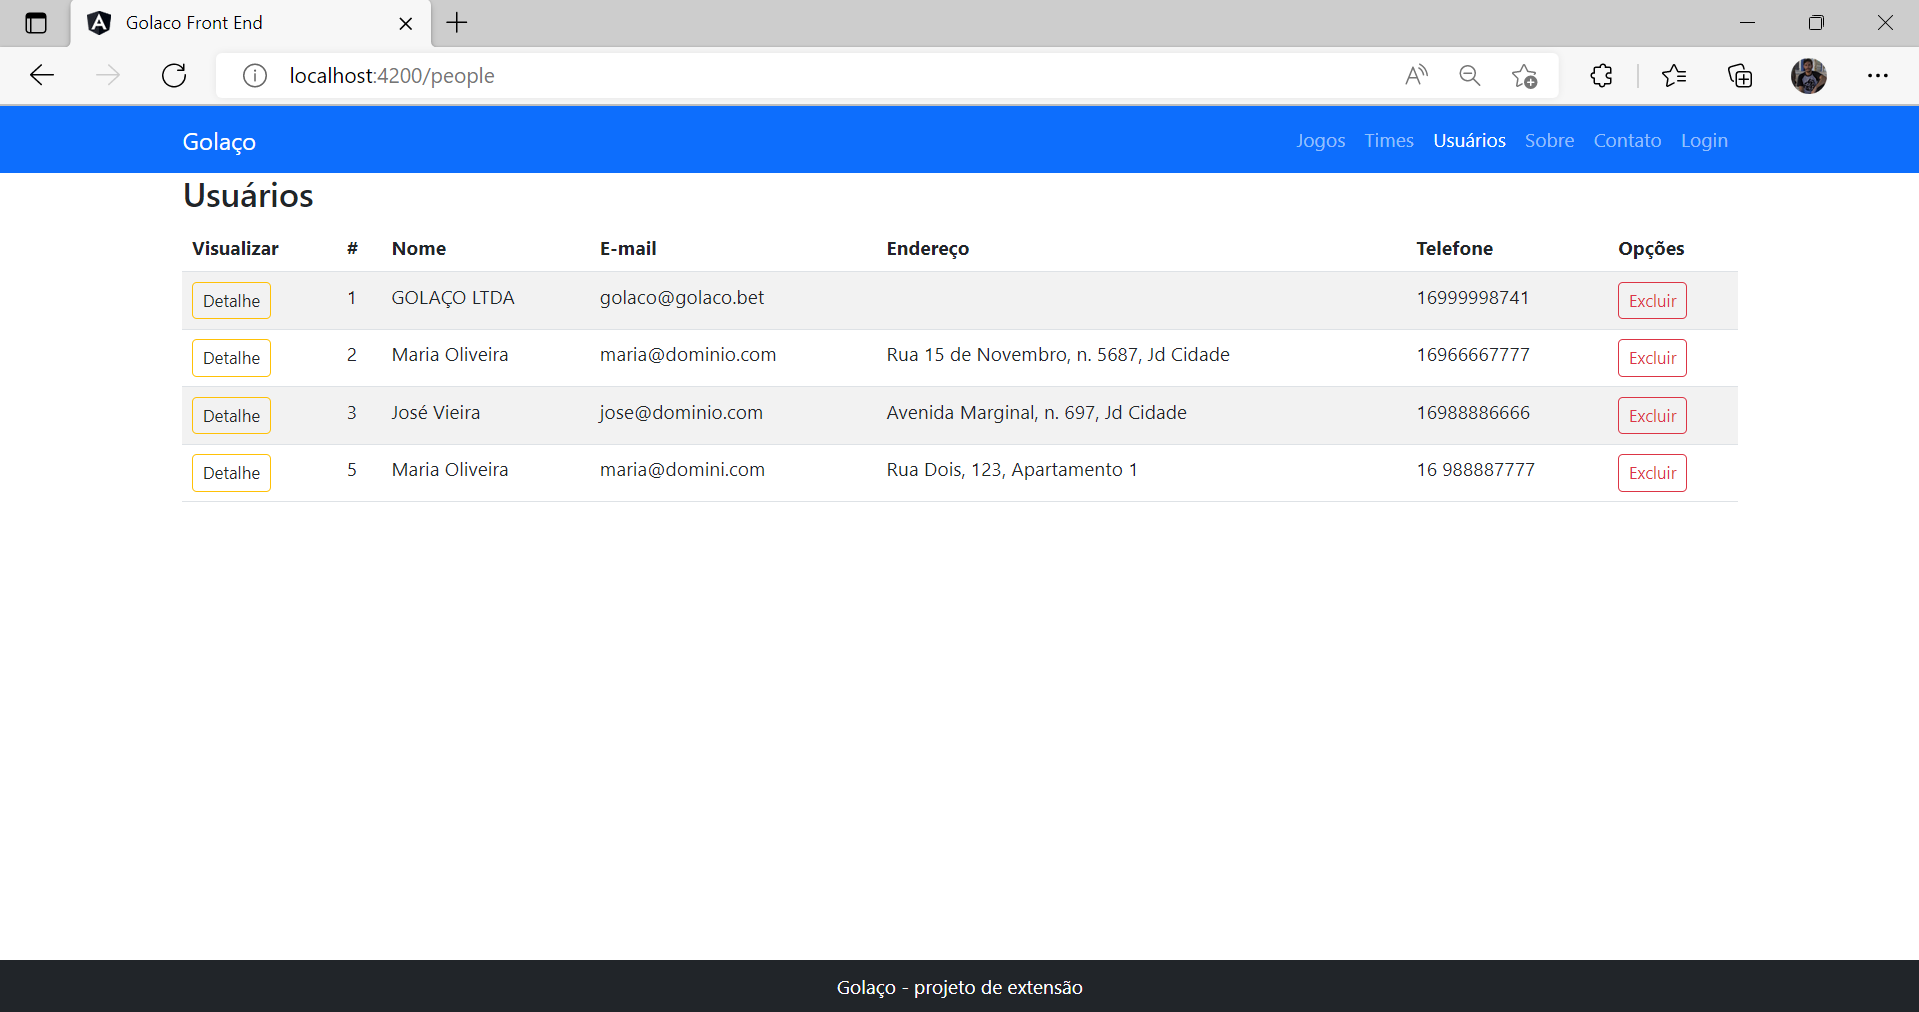 Golaco Front End
localhost:4200/people
Golaço Jogos Times Usuários Sobre Contato Login
Usuários
Visualizar # Nome E-mail Endereço Telefone Opções
Detalhe 1 GOLAÇO LTDA golaco@golaco.bet 16999998741 Excluir
Detalhe 2 Maria Oliveira maria@dominio.com Rua 15 de Novembro, n. 5687, Jd Cidade 16966667777 Excluir
Detalhe 3 José Vieira jose@dominio.com Avenida Marginal, n. 697, Jd Cidade 16988886666 Excluir
Detalhe 5 Maria Oliveira maria@domini.com Rua Dois, 123, Apartamento 1 16 988887777 Excluir
Golaço - projeto de extensão